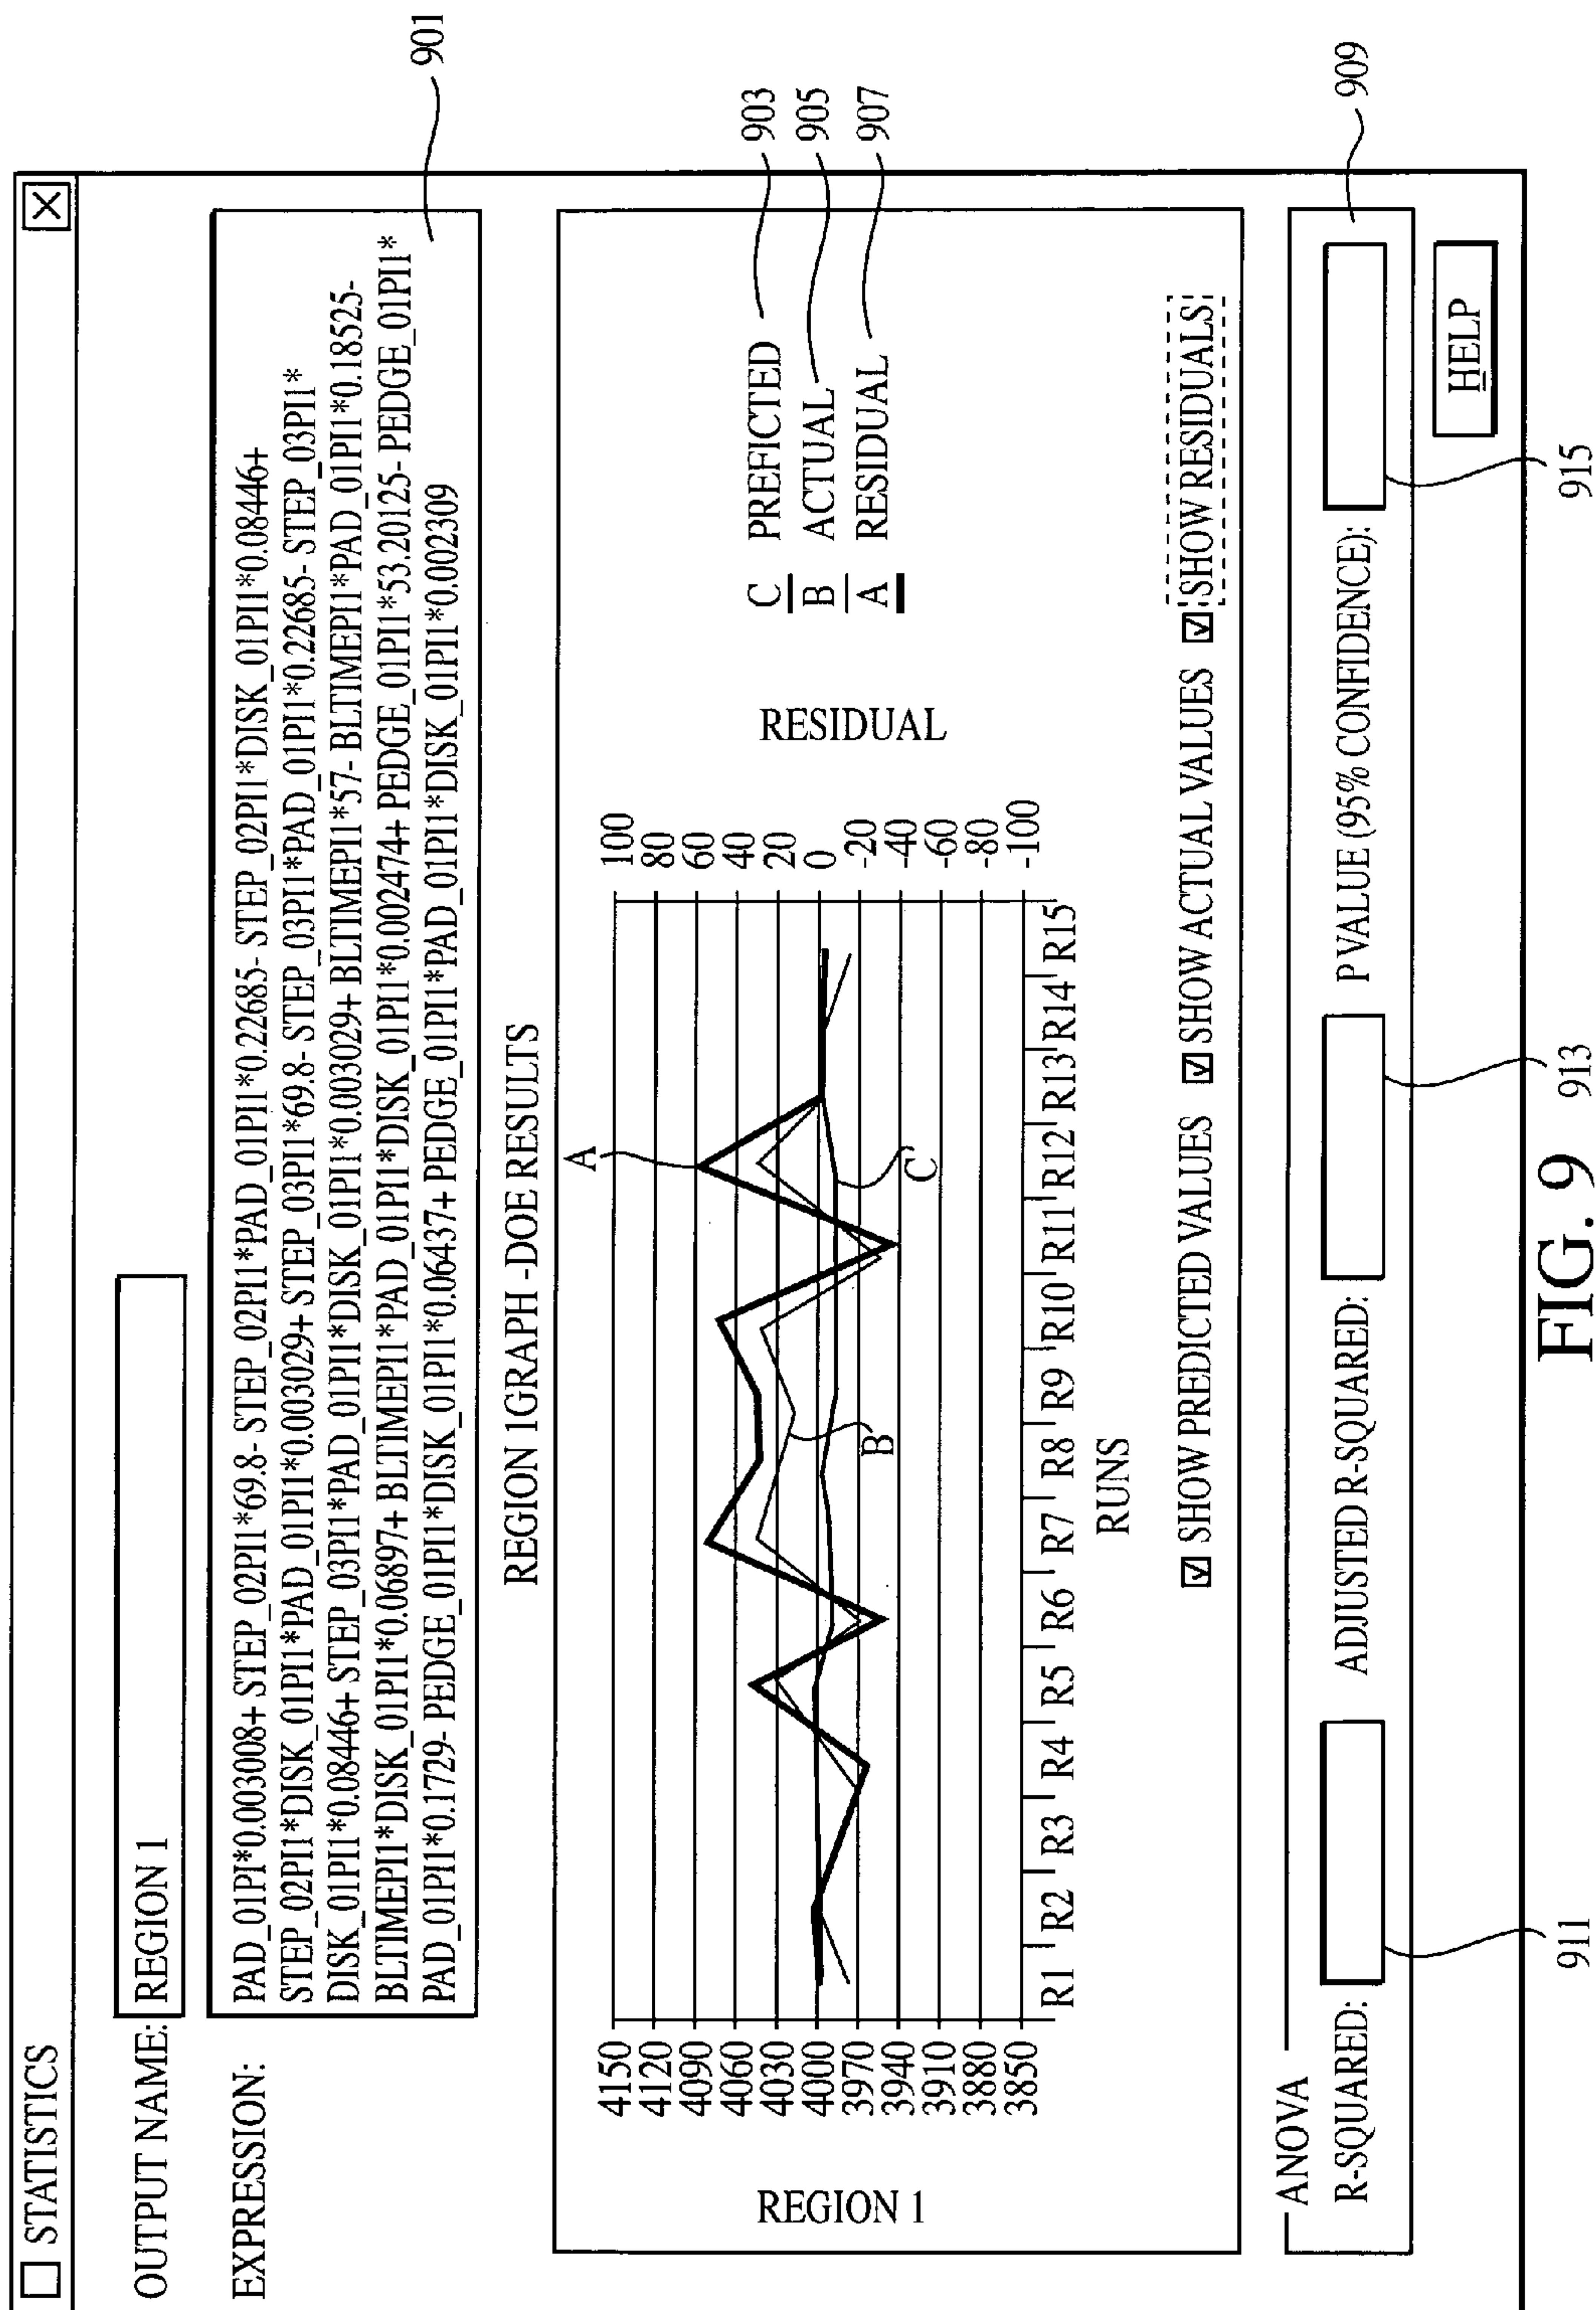 STATISTICS
OUTPUT NAME: REGION 1
EXPRESSION:
PAD_01PI*0.003008+ STEP_02PI1*69.8- STEP_02PI1*PAD_01PI1*0.22685- STEP_02PI1*DISK_01PI1*0.08446+
STEP_02PI1*DISK_01PI1*PAD_01PI1*0.003029+ STEP_03PI1*69.8- STEP_03PI1*PAD_01PI1*0.22685- STEP_03PI1*
DISK_01PI1*0.08446+ STEP_03PI1*PAD_01PI1*DISK_01PI1*0.003029+ BLTIMEPI1*57- BLTIMEPI1*PAD_01PI1*0.18525-
BLTIMEPI1*DISK_01PI1*0.06897+ BLTIMEPI1*PAD_01PI1*DISK_01PI1*0.002474+ PEDGE_01PI1*53.20125- PEDGE_01PI1*
PAD_01PI1*0.1729- PEDGE_01PI1*DISK_01PI1*0.06437+ PEDGE_01PI1*PAD_01PI1*DISK_01PI1*0.002309
901
REGION 1GRAPH -DOE RESULTS
REGION 1
4150
4120
4090
4060
4030
4000
3970
3940
3910
3880
3850
A
B
C
100
80
60
40
20
0
-20
-40
-60
-80
-100
RESIDUAL
R1 R2 R3 R4 R5 R6 R7 R8 R9 R10 R11 R12 R13 R14 R15
RUNS
C PREFICTED 903
B ACTUAL 905
A RESIDUAL 907
SHOW PREDICTED VALUES SHOW ACTUAL VALUES SHOW RESIDUALS
ANOVA
R-SQUARED: ADJUSTED R-SQUARED: PVALUE (95% CONFIDENCE):
909
HELP
911 913 915
FIG. 9